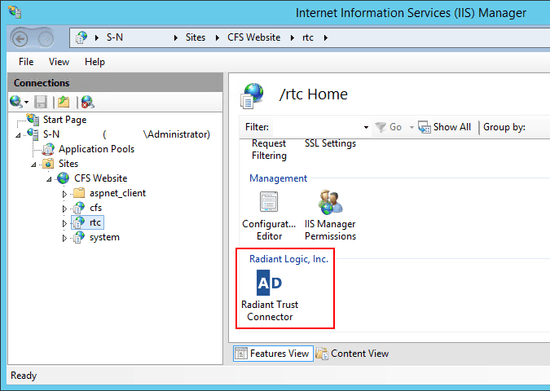 Internet Information Services (IIS) Manager
S-N ▸ Sites ▸ CFS Website ▸ rtc ▸
File View Help
Connections
Start Page
S-N ( \Administrator)
Application Pools
Sites
CFS Website
aspnet_client
cfs
rtc
system
/rtc Home
Filter: Go Show All Group by:
Request
Filtering
SSL Settings
Management
Configurat...
Editor
IIS Manager
Permissions
Radiant Logic, Inc.
AD
Radiant Trust
Connector
Features View Content View
Ready